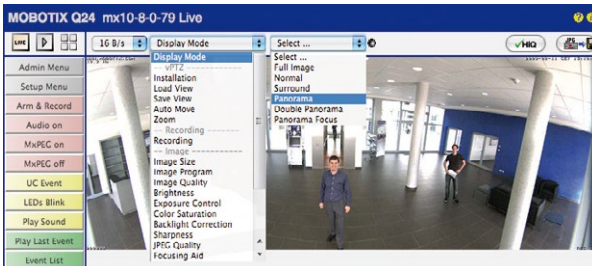 MOBOTIX Q24 mx10-8-0-79 Live
LIVE
16 B/s
Display Mode
Select ...
HIQ
JPG
Admin Menu
Setup Menu
Arm & Record
Audio on
MxPEG on
MxPEG off
UC Event
LEDs Blink
Play Sound
Play Last Event
Event List
Display Mode
-- vPTZ --
Installation
Load View
Save View
Auto Move
Zoom
-- Recording --
Recording
-- Image --
Image Size
Image Program
Image Quality
Brightness
Exposure Control
Color Saturation
Backlight Correction
Sharpness
JPEG Quality
Focusing Aid
Select ...
Full Image
Normal
Surround
Panorama
Double Panorama
Panorama Focus